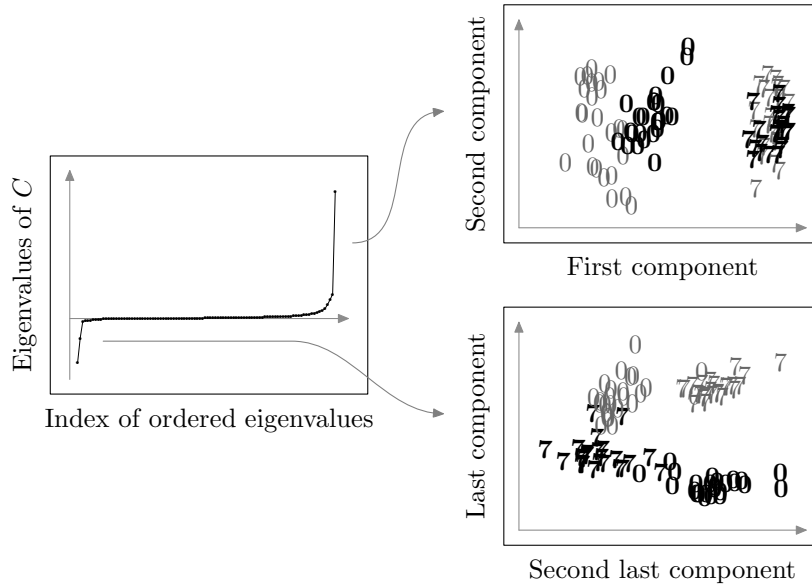 Second component
First component
Eigenvalues of C
Index of ordered eigenvalues
Last component
Second last component